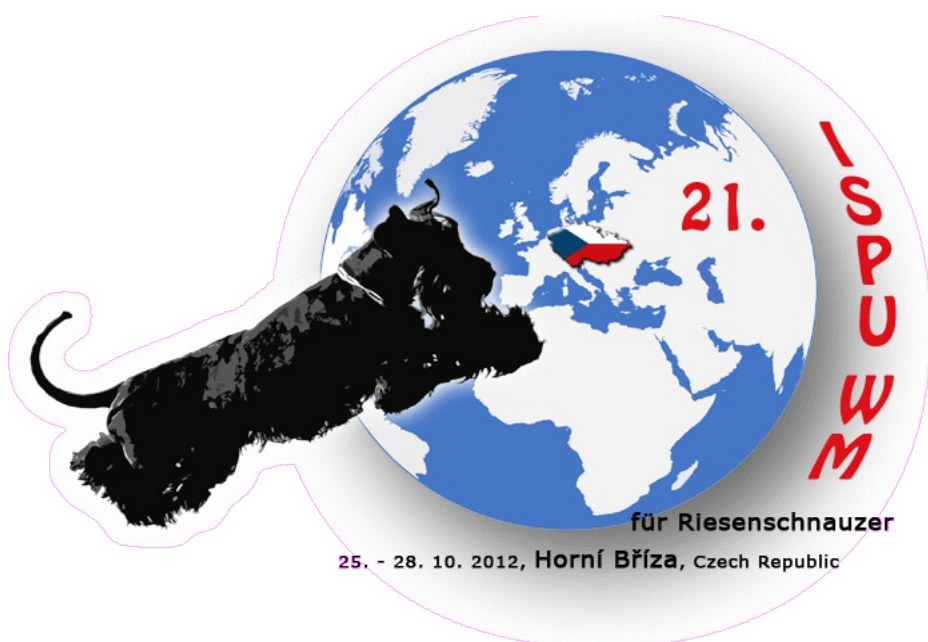 21.
ISPU WM
für Riesenschnauzer
25. - 28. 10. 2012, Horní Bříza, Czech Republic